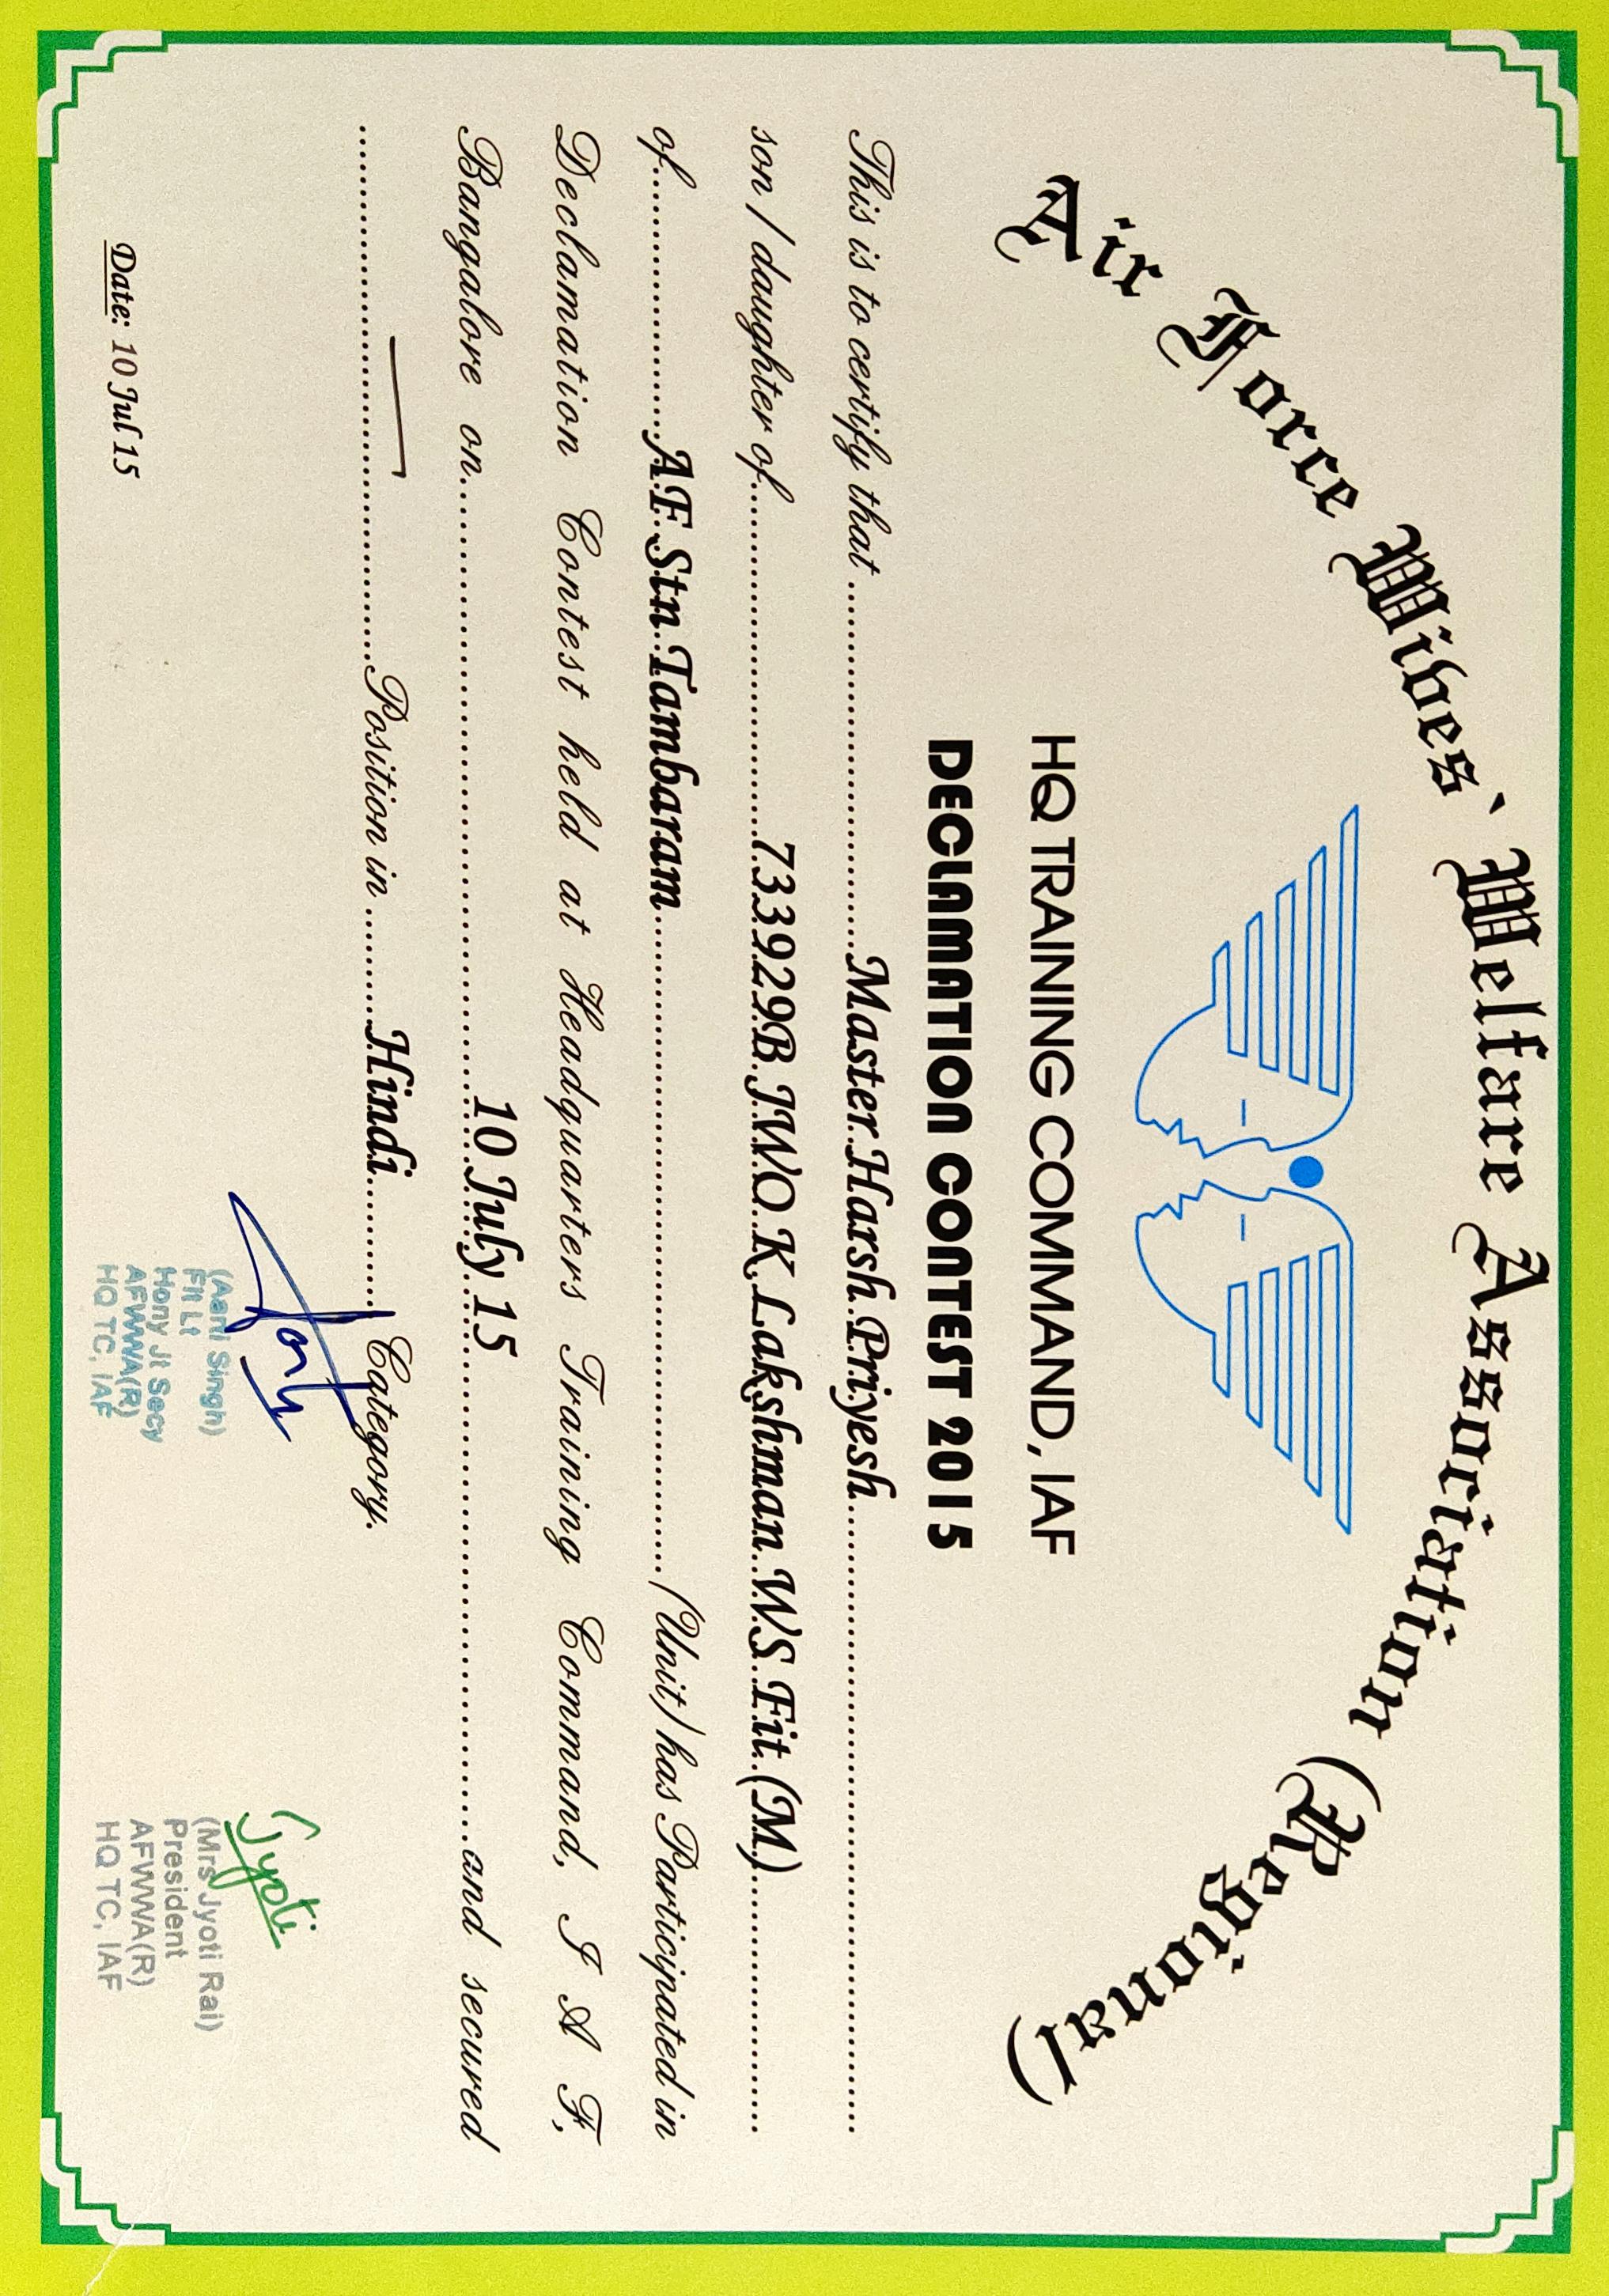 Air Force Wives` Welfare Association (Regional)
HQ TRAINING COMMAND, IAF
DECLAMATION CONTEST 2015
This is to certify that ........ Master Harsh Priyesh ........
son / daughter of ........ 733929B JWO K Lakshman WS Fit (M) ........
of ........ AF Stn Tambaram ........ (Unit) has Participated in
Declamation Contest held at Headquarters Training Command, I A F,
Bangalore on ........ 10 July 15 ........ and secured
........ — ........ Position in ........ Hindi ........ Category.
Jyoti
(Aarti Singh)
Flt Lt
Hony Jt Secy
AFWWA(R)
HQ TC, IAF
(Mrs Jyoti Rai)
President
AFWWA(R)
HQ TC, IAF
Date: 10 Jul 15